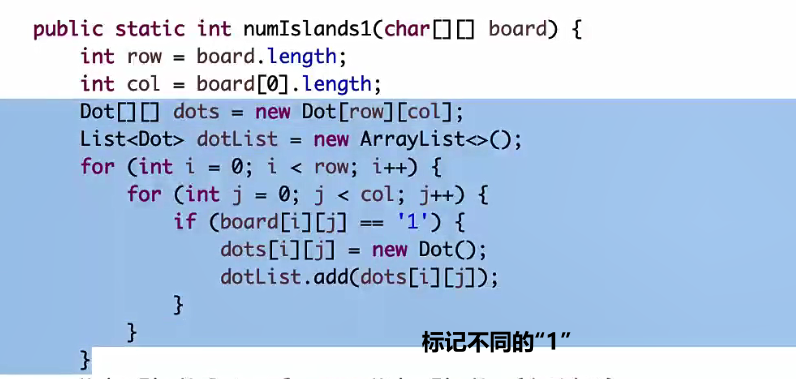 public static int numIslands1(char[][] board) {
int row = board.length;
int col = board[0].length;
Dot[][] dots = new Dot[row][col];
List<Dot> dotList = new ArrayList<>();
for (int i = 0; i < row; i++) {
for (int j = 0; j < col; j++) {
if (board[i][j] == '1') {
dots[i][j] = new Dot();
dotList.add(dots[i][j]);
}
}
标记不同的“1”
}